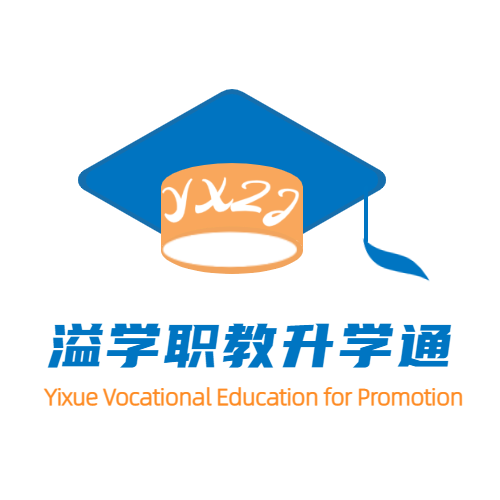 YXZJ
溢学职教升学通
Yixue Vocational Education for Promotion